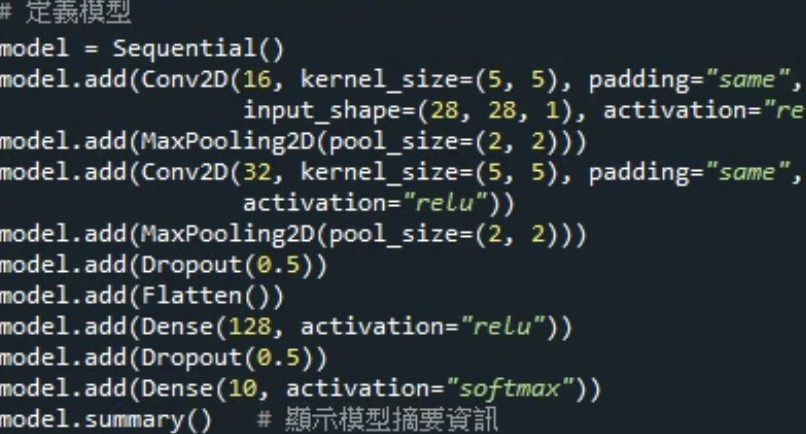 # 定義模型
model = Sequential()
model.add(Conv2D(16, kernel_size=(5, 5), padding="same",
input_shape=(28, 28, 1), activation="re
model.add(MaxPooling2D(pool_size=(2, 2)))
model.add(Conv2D(32, kernel_size=(5, 5), padding="same",
activation="relu"))
model.add(MaxPooling2D(pool_size=(2, 2)))
model.add(Dropout(0.5))
model.add(Flatten())
model.add(Dense(128, activation="relu"))
model.add(Dropout(0.5))
model.add(Dense(10, activation="softmax"))
model.summary()   # 顯示模型摘要資訊